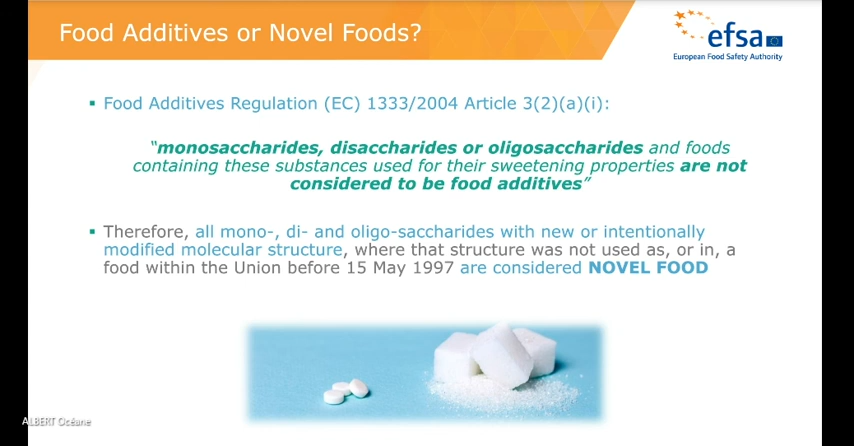 Food Additives or Novel Foods?
efsa
European Food Safety Authority
▪ Food Additives Regulation (EC) 1333/2004 Article 3(2)(a)(i):
“monosaccharides, disaccharides or oligosaccharides and foods
containing these substances used for their sweetening properties are not
considered to be food additives”
▪ Therefore, all mono-, di- and oligo-saccharides with new or intentionally
modified molecular structure, where that structure was not used as, or in, a
food within the Union before 15 May 1997 are considered NOVEL FOOD
ALBERT Océane